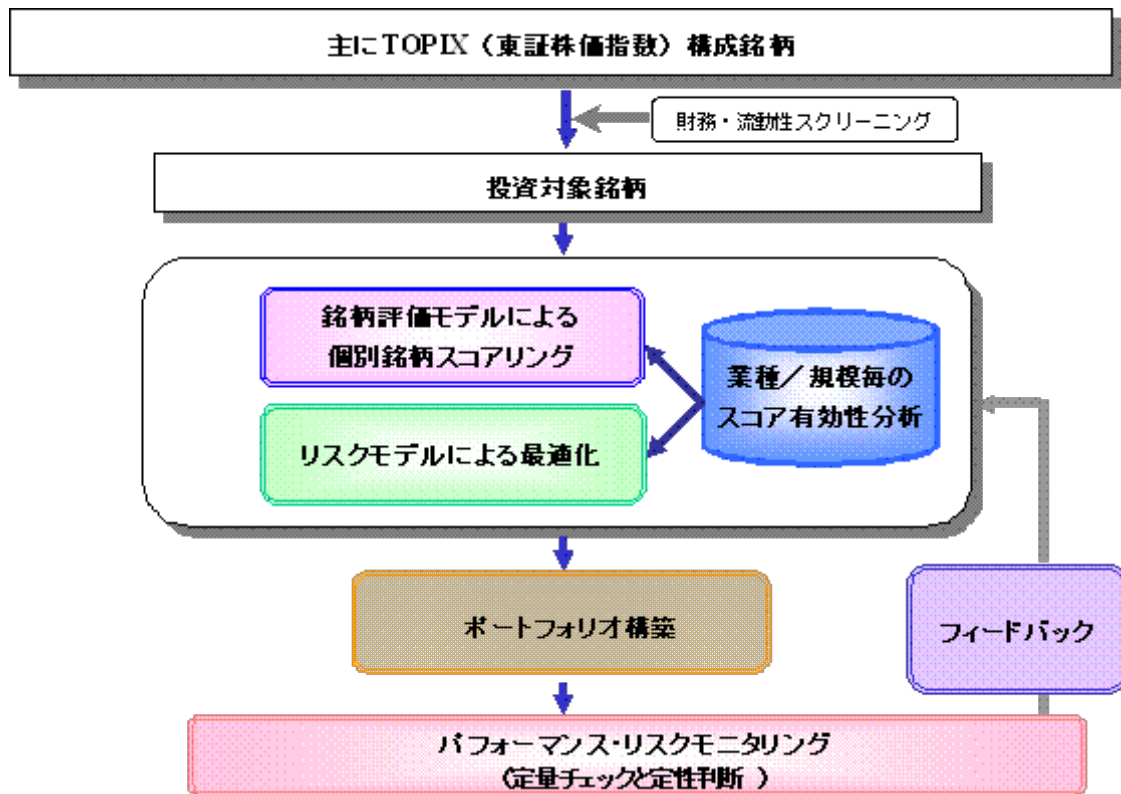 主にTOPIX（東証株価指数）構成銘柄
財務・流動性スクリーニング
投資対象銘柄
銘柄評価モデルによる
個別銘柄スコアリング
業種／規模毎の
スコア有効性分析
リスクモデルによる最適化
ポートフォリオ構築
フィードバック
パフォーマンス・リスクモニタリング
（定量チェックと定性判断）